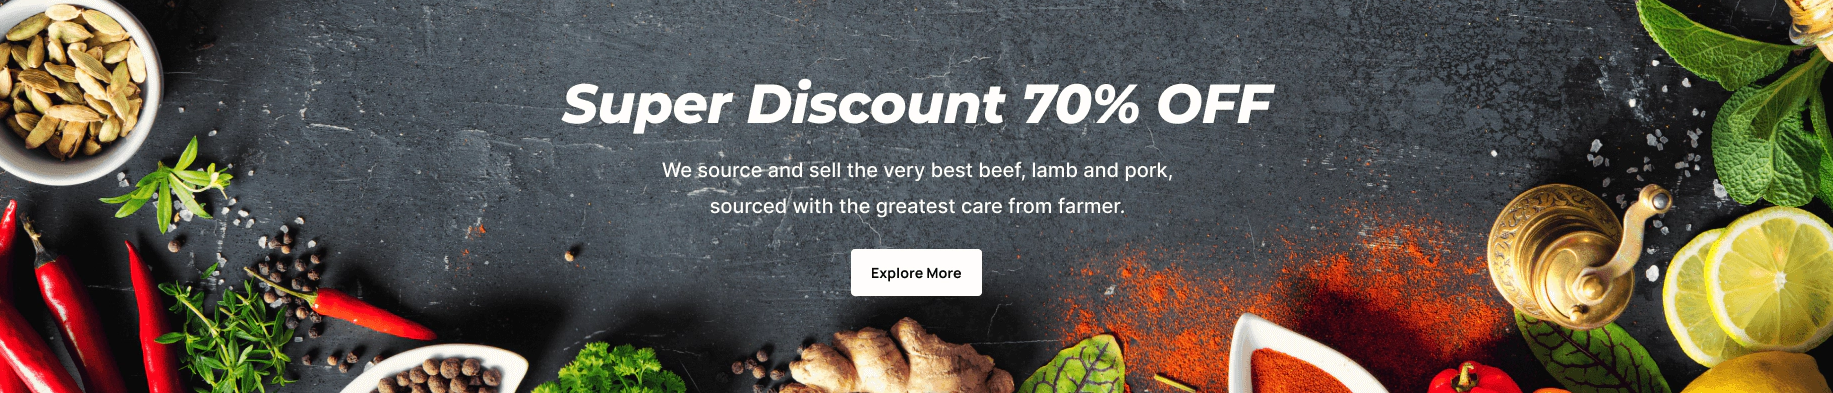 Super Discount 70% OFF
We source and sell the very best beef, lamb and pork,
sourced with the greatest care from farmer.
Explore More